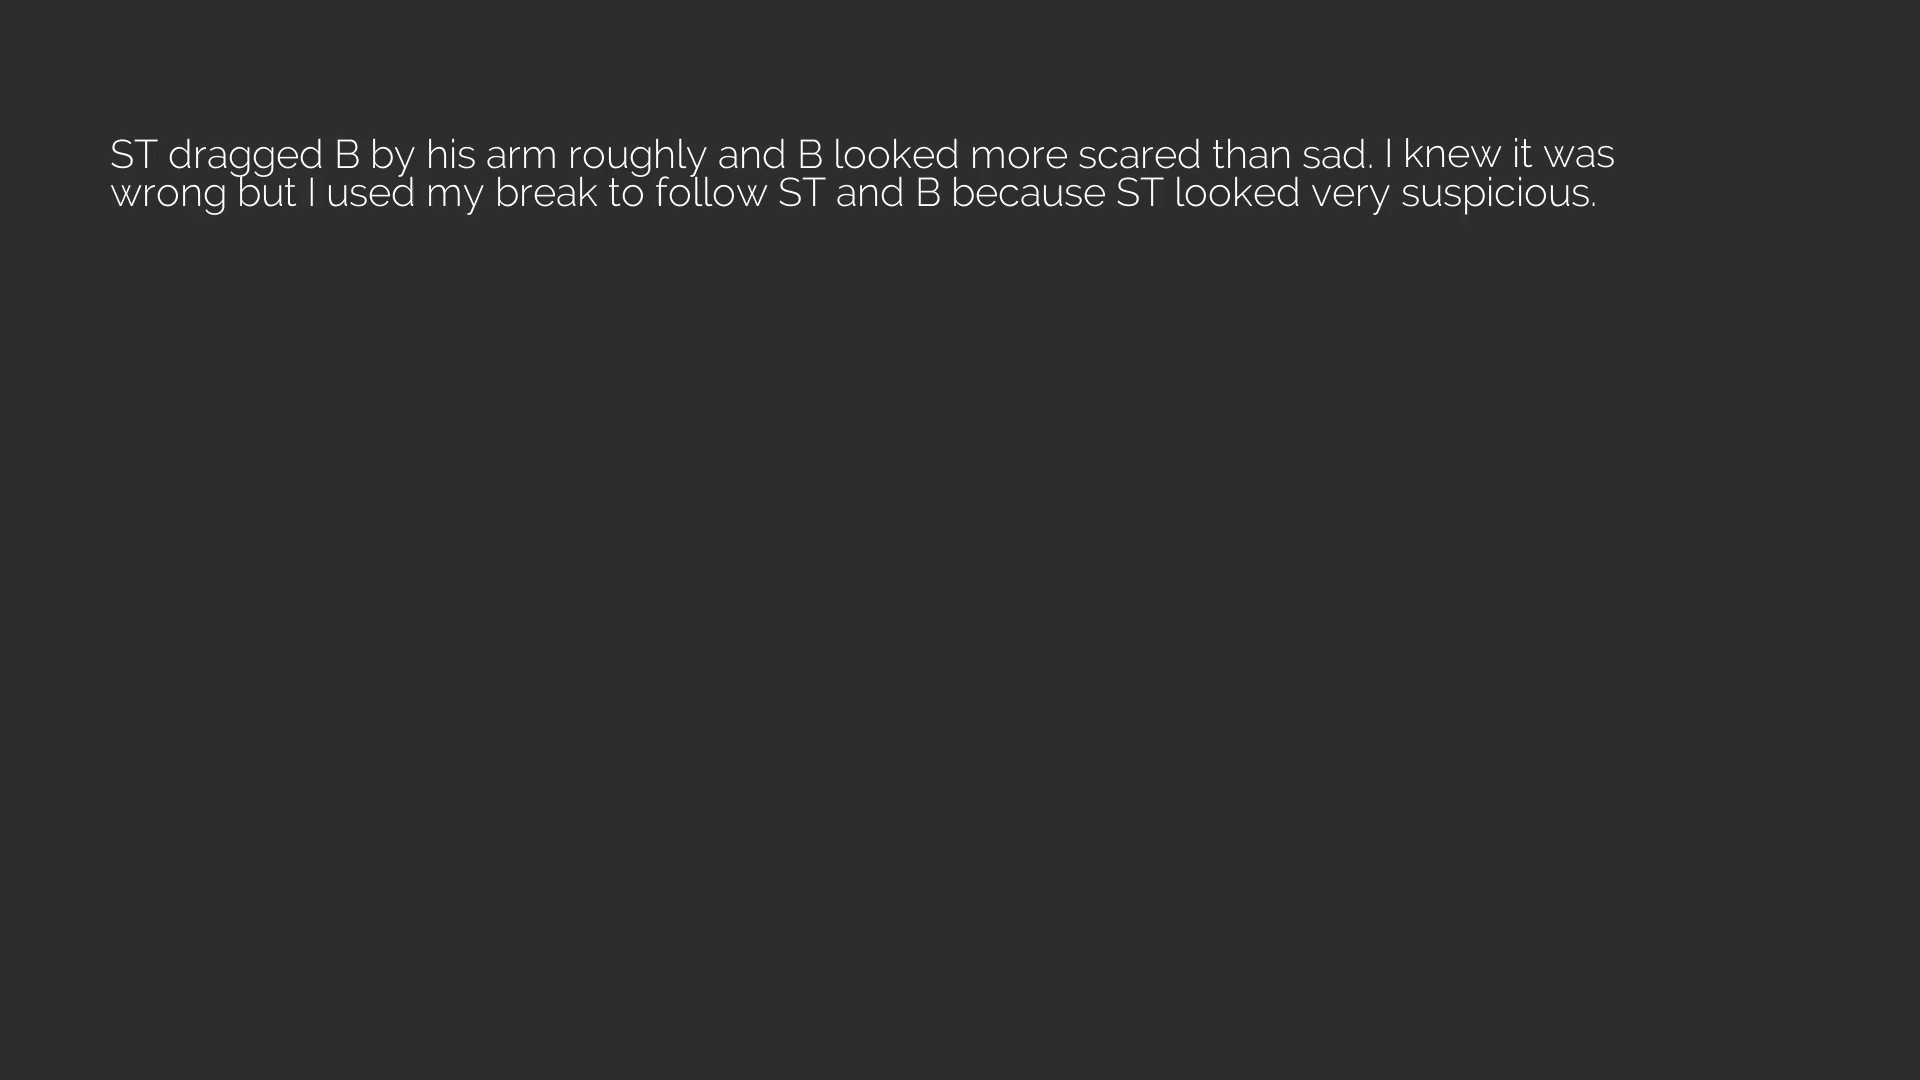 ST dragged B by his arm roughly and B looked more scared than sad. I knew it was
wrong but I used my break to follow ST and B because ST looked very suspicious.